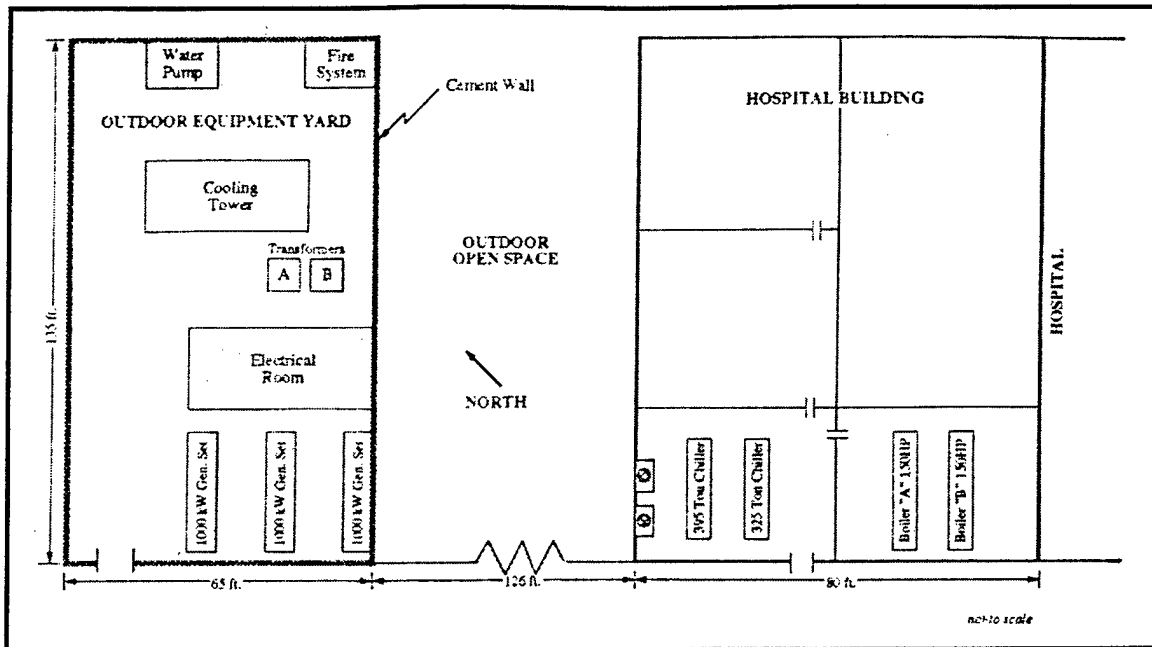 Water
Pump
Fire
System
Cement Wall
OUTDOOR EQUIPMENT YARD
HOSPITAL BUILDING
Cooling
Tower
Transformers
A
B
OUTDOOR
OPEN SPACE
135 ft.
HOSPITAL
Electrical
Room
NORTH
1000 kW Gen. Set
1000 kW Gen. Set
1000 kW Gen. Set
395 Ton Chiller
325 Ton Chiller
Boiler "A" 150HP
Boiler "B" 150HP
65 ft.
126 ft.
80 ft.
not to scale